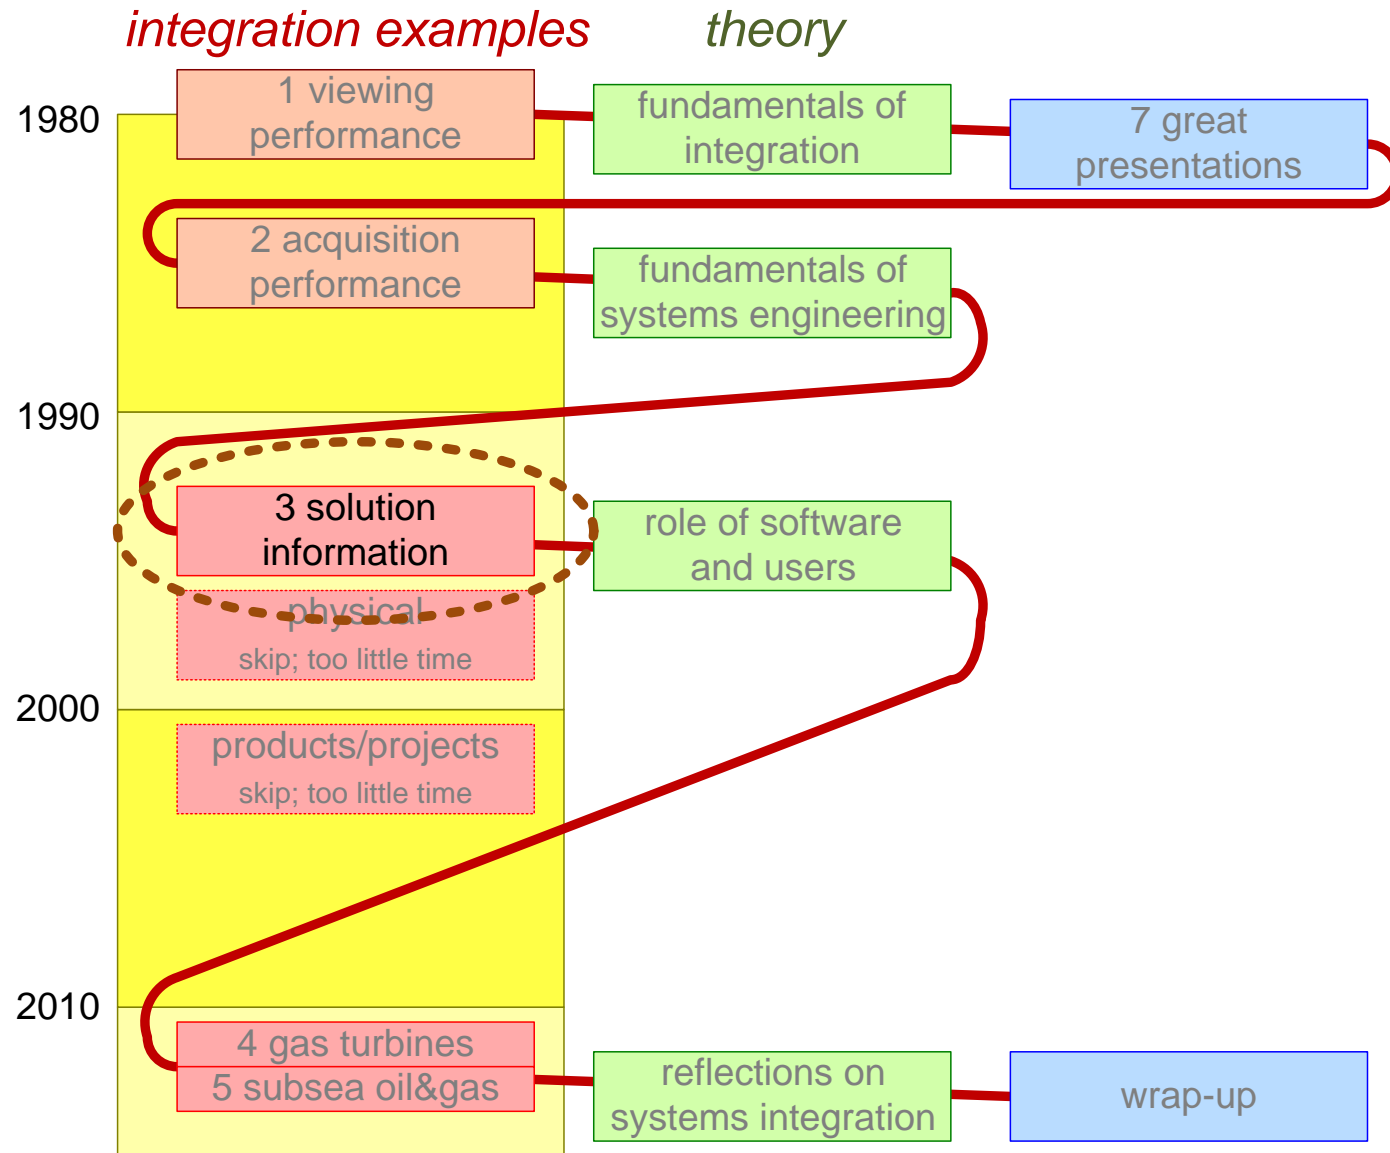 integration examples
theory
1980
1 viewing
performance
fundamentals of
integration
7 great
presentations
2 acquisition
performance
fundamentals of
systems engineering
1990
3 solution
information
role of software
and users
physical
skip; too little time
2000
products/projects
skip; too little time
2010
4 gas turbines
5 subsea oil&gas
reflections on
systems integration
wrap-up